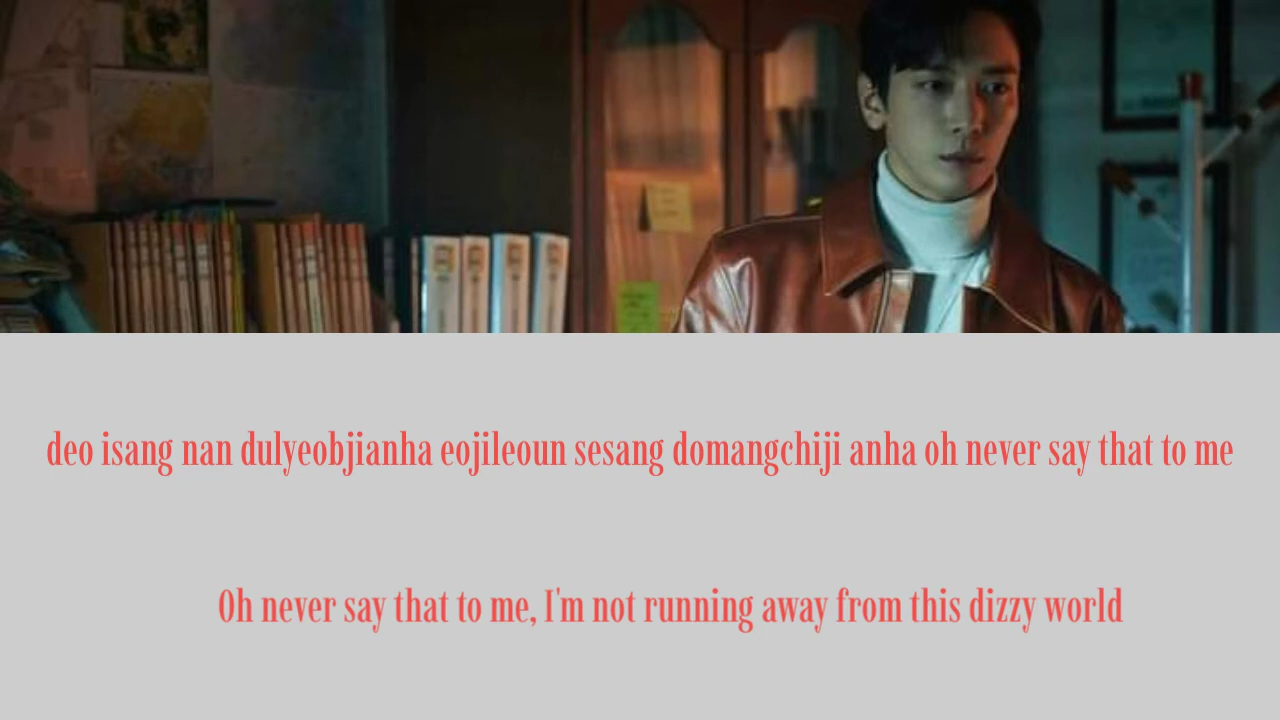 deo isang nan dulyeobjianha eojileoun sesang domangchiji anha oh never say that to me
Oh never say that to me, I'm not running away from this dizzy world